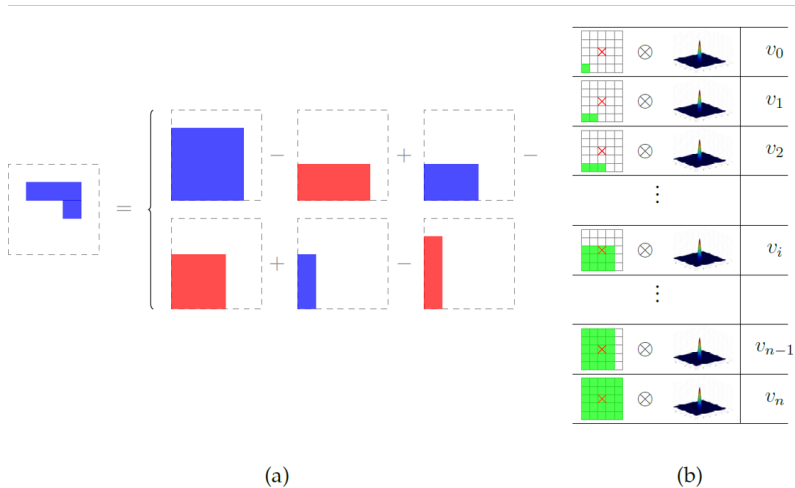 = { − + −
+ −
⊗ v₀
⊗ v₁
⊗ v₂
⋮
⊗ vᵢ
⋮
⊗ vₙ₋₁
⊗ vₙ
(a) (b)